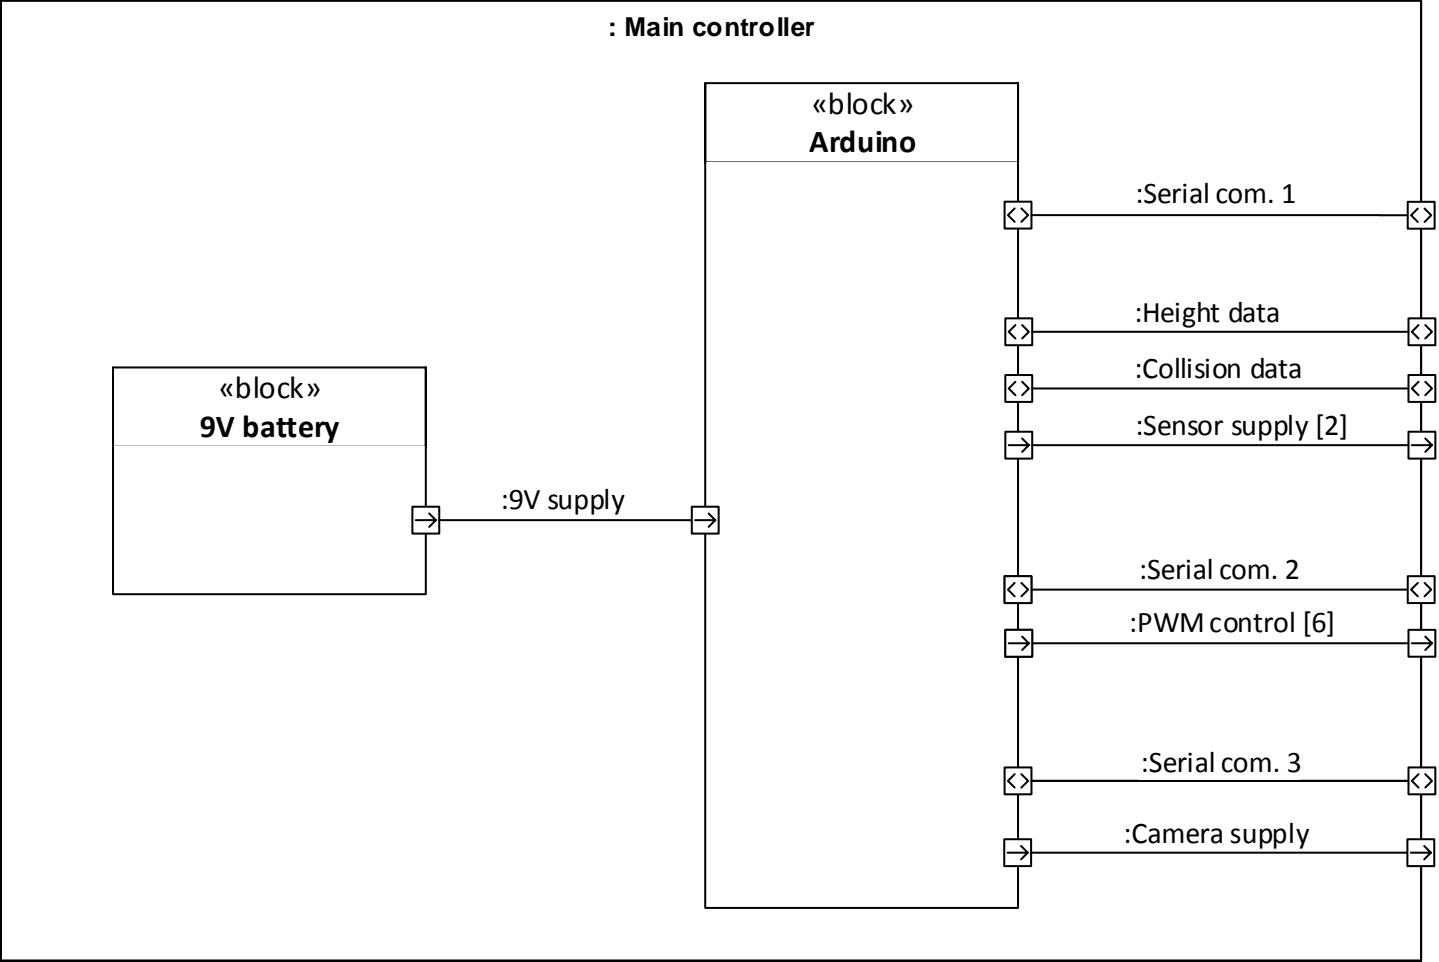 : Main controller
«block»
Arduino
:Serial com. 1
:Height data
:Collision data
:Sensor supply [2]
«block»
9V battery
:9V supply
:Serial com. 2
:PWM control [6]
:Serial com. 3
:Camera supply